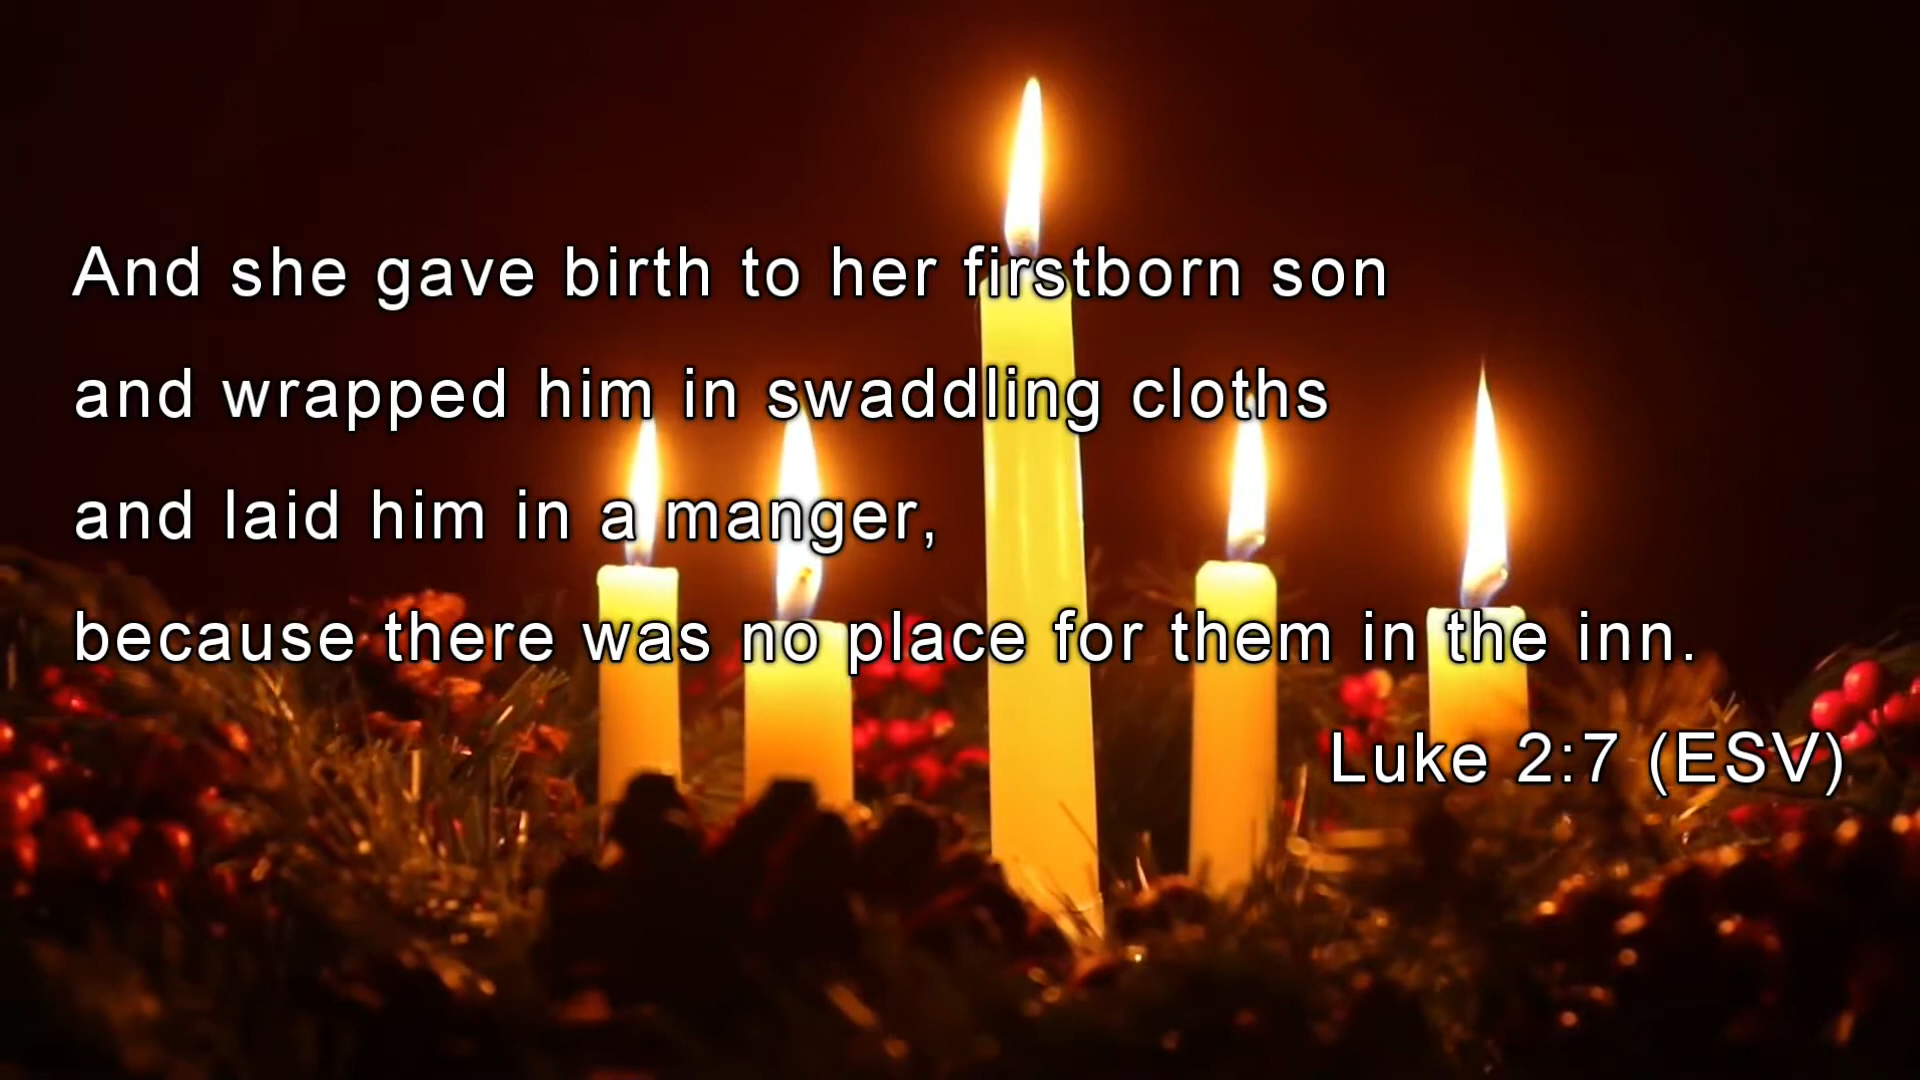 And she gave birth to her firstborn son
and wrapped him in swaddling cloths
and laid him in a manger,
because there was no place for them in the inn.
Luke 2:7 (ESV)